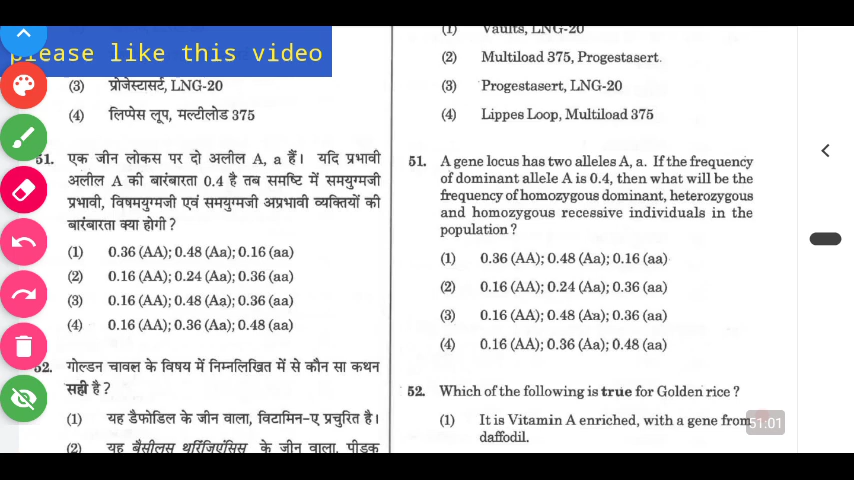 please like this video
(3) प्रोजेस्टासर्ट, LNG-20
(4) लिप्पेस लूप, मल्टीलोड 375
51. एक जीन लोकस पर दो अलील A, a हैं। यदि प्रभावी
अलील A की बारंबारता 0.4 है तब समष्टि में समयुग्मजी
प्रभावी, विषमयुग्मजी एवं समयुग्मजी अप्रभावी व्यक्तियों की
बारंबारता क्या होगी ?
(1) 0.36 (AA); 0.48 (Aa); 0.16 (aa)
(2) 0.16 (AA); 0.24 (Aa); 0.36 (aa)
(3) 0.16 (AA); 0.48 (Aa); 0.36 (aa)
(4) 0.16 (AA); 0.36 (Aa); 0.48 (aa)
52. गोल्डन चावल के विषय में निम्नलिखित में से कौन सा कथन
सही है ?
(1) यह डैफोडिल के जीन वाला, विटामिन-ए प्रचुरित है।
(2) यह बैसीलस थुरिंजिएंसिस के जीन वाला, पीड़क
(1) Vaults, LNG-20
(2) Multiload 375, Progestasert.
(3) Progestasert, LNG-20
(4) Lippes Loop, Multiload 375
51. A gene locus has two alleles A, a. If the frequency
of dominant allele A is 0.4, then what will be the
frequency of homozygous dominant, heterozygous
and homozygous recessive individuals in the
population ?
(1) 0.36 (AA); 0.48 (Aa); 0.16 (aa)
(2) 0.16 (AA); 0.24 (Aa); 0.36 (aa)
(3) 0.16 (AA); 0.48 (Aa); 0.36 (aa)
(4) 0.16 (AA); 0.36 (Aa); 0.48 (aa)
52. Which of the following is true for Golden rice ?
(1) It is Vitamin A enriched, with a gene from
daffodil.
51:01